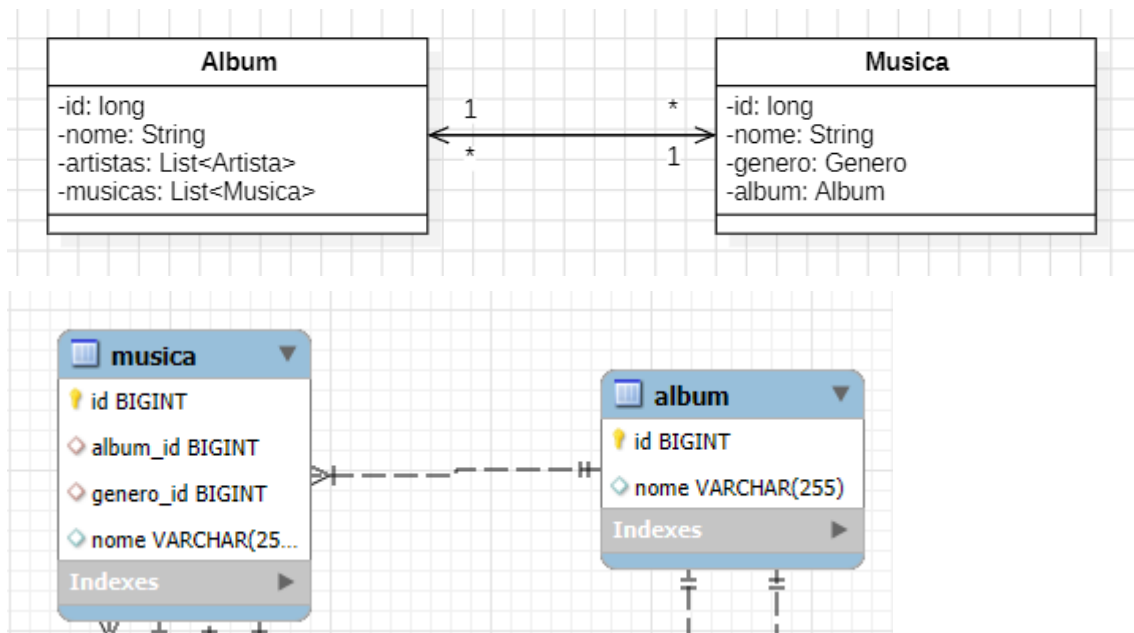 Album
-id: long
-nome: String
-artistas: List<Artista>
-musicas: List<Musica>
1
*
*
1
Musica
-id: long
-nome: String
-genero: Genero
-album: Album
musica
id BIGINT
album_id BIGINT
genero_id BIGINT
nome VARCHAR(25...
Indexes
album
id BIGINT
nome VARCHAR(255)
Indexes